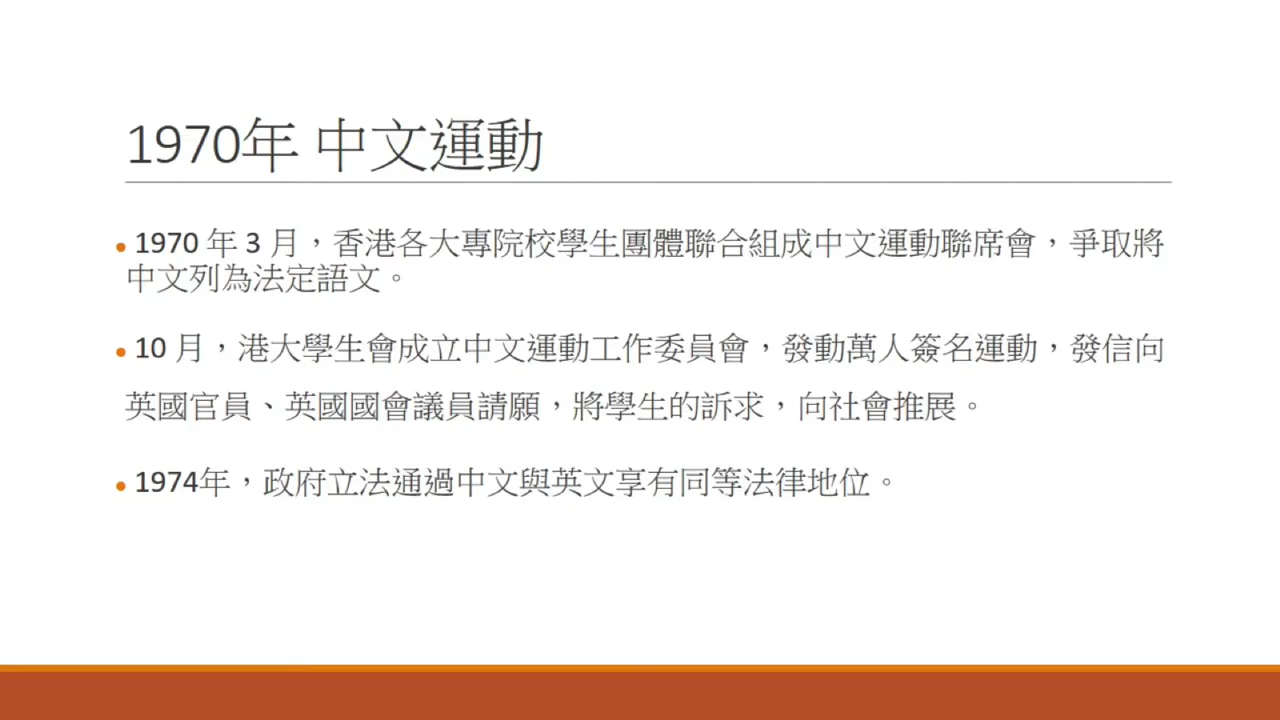 1970年 中文運動
• 1970 年 3 月，香港各大專院校學生團體聯合組成中文運動聯席會，爭取將
中文列為法定語文。
• 10 月，港大學生會成立中文運動工作委員會，發動萬人簽名運動，發信向
英國官員、英國國會議員請願，將學生的訴求，向社會推展。
• 1974年，政府立法通過中文與英文享有同等法律地位。